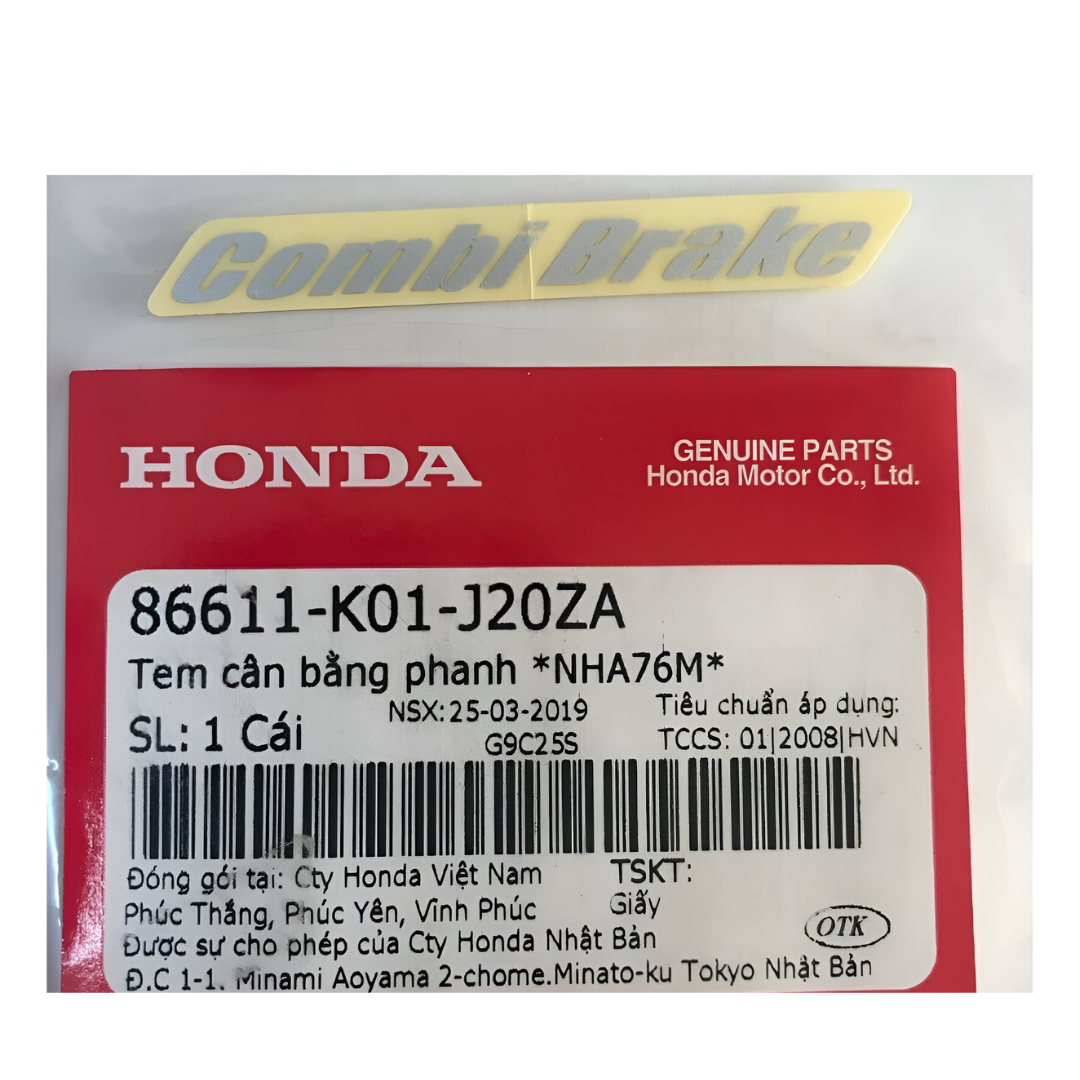 Combi Brake
HONDA
GENUINE PARTS
Honda Motor Co., Ltd.
86611-K01-J20ZA
Tem cân bằng phanh *NHA76M*
SL: 1 Cái
NSX: 25-03-2019
G9C25S
Tiêu chuẩn áp dụng:
TCCS: 01|2008|HVN
Đóng gói tại: Cty Honda Việt Nam
Phúc Thắng, Phúc Yên, Vĩnh Phúc
Được sự cho phép của Cty Honda Nhật Bản
Đ.C 1-1. Minami Aoyama 2-chome.Minato-ku Tokyo Nhật Bản
TSKT:
Giấy
OTK